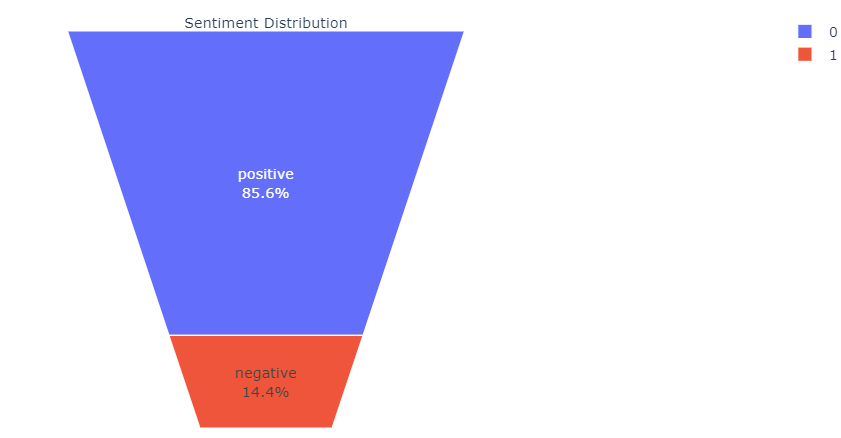 Sentiment Distribution
0
1
positive
85.6%
negative
14.4%